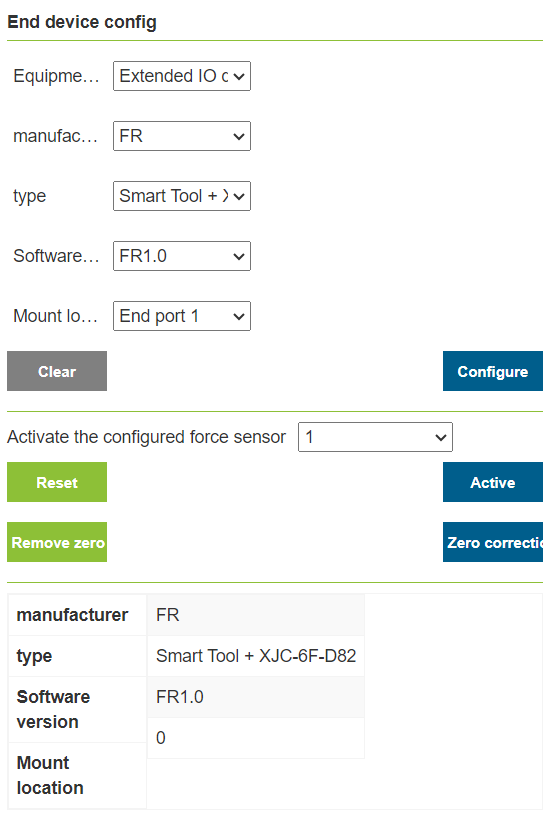 End device config
Equipme… Extended IO d
manufac… FR
type Smart Tool + X
Software… FR1.0
Mount lo… End port 1
Clear Configure
Activate the configured force sensor 1
Reset Active
Remove zero Zero correctio
manufacturer FR
type Smart Tool + XJC-6F-D82
Software version FR1.0
0
Mount location